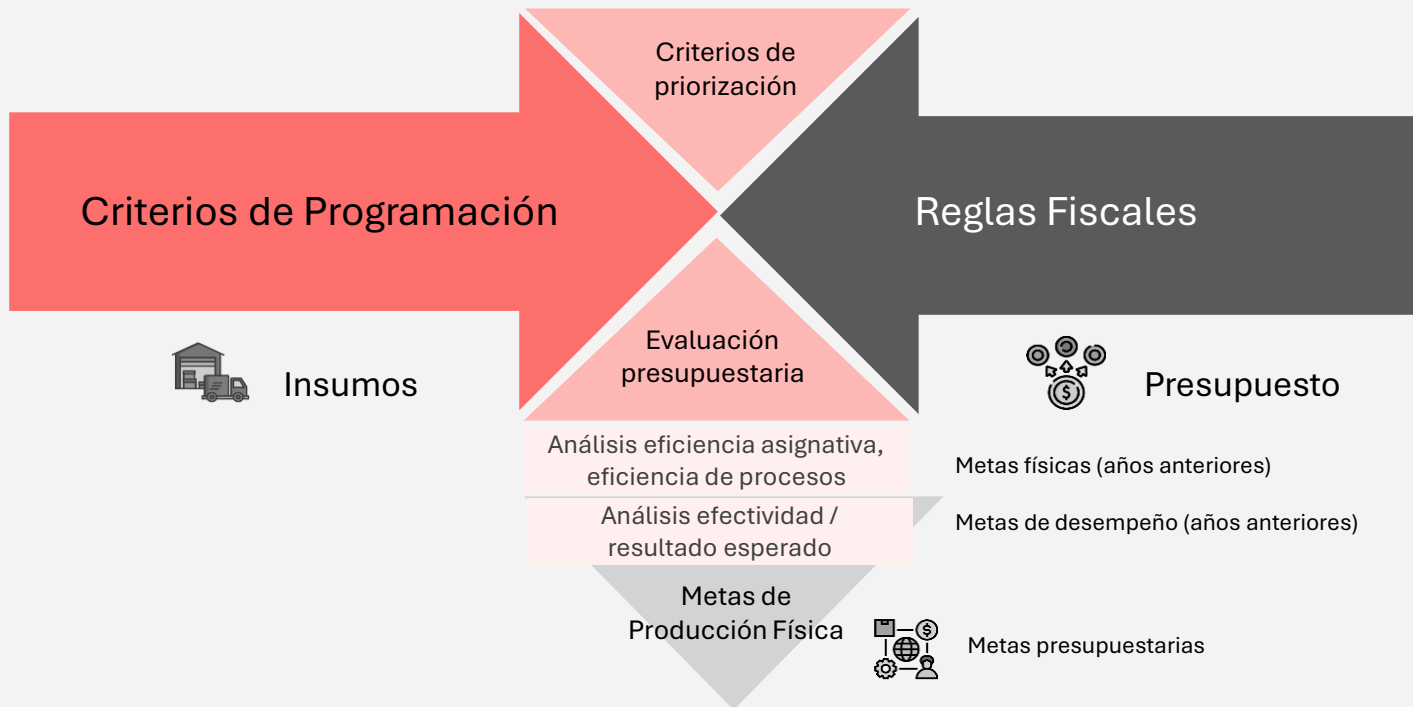 Criterios de
priorización
Criterios de Programación
Reglas Fiscales
Evaluación
presupuestaria
Insumos
Presupuesto
Análisis eficiencia asignativa,
eficiencia de procesos
Metas físicas (años anteriores)
Análisis efectividad /
resultado esperado
Metas de desempeño (años anteriores)
Metas de
Producción Física
Metas presupuestarias